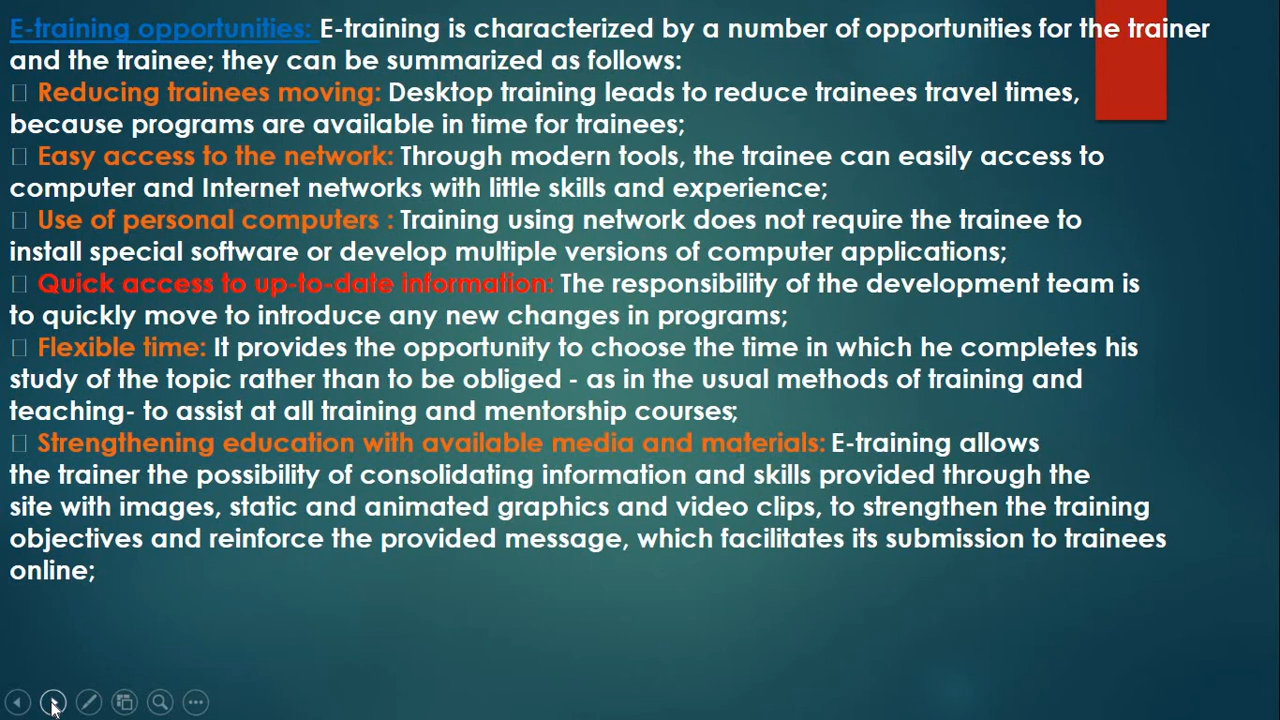 E-training opportunities: E-training is characterized by a number of opportunities for the trainer
and the trainee; they can be summarized as follows:
 Reducing trainees moving: Desktop training leads to reduce trainees travel times,
because programs are available in time for trainees;
 Easy access to the network: Through modern tools, the trainee can easily access to
computer and Internet networks with little skills and experience;
 Use of personal computers : Training using network does not require the trainee to
install special software or develop multiple versions of computer applications;
 Quick access to up-to-date information: The responsibility of the development team is
to quickly move to introduce any new changes in programs;
 Flexible time: It provides the opportunity to choose the time in which he completes his
study of the topic rather than to be obliged - as in the usual methods of training and
teaching- to assist at all training and mentorship courses;
 Strengthening education with available media and materials: E-training allows
the trainer the possibility of consolidating information and skills provided through the
site with images, static and animated graphics and video clips, to strengthen the training
objectives and reinforce the provided message, which facilitates its submission to trainees
online;